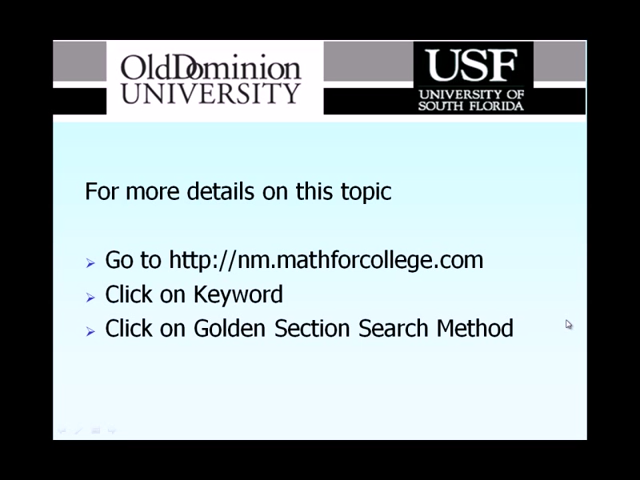 OldDominion
UNIVERSITY
USF
UNIVERSITY OF
SOUTH FLORIDA
For more details on this topic
Go to http://nm.mathforcollege.com
Click on Keyword
Click on Golden Section Search Method